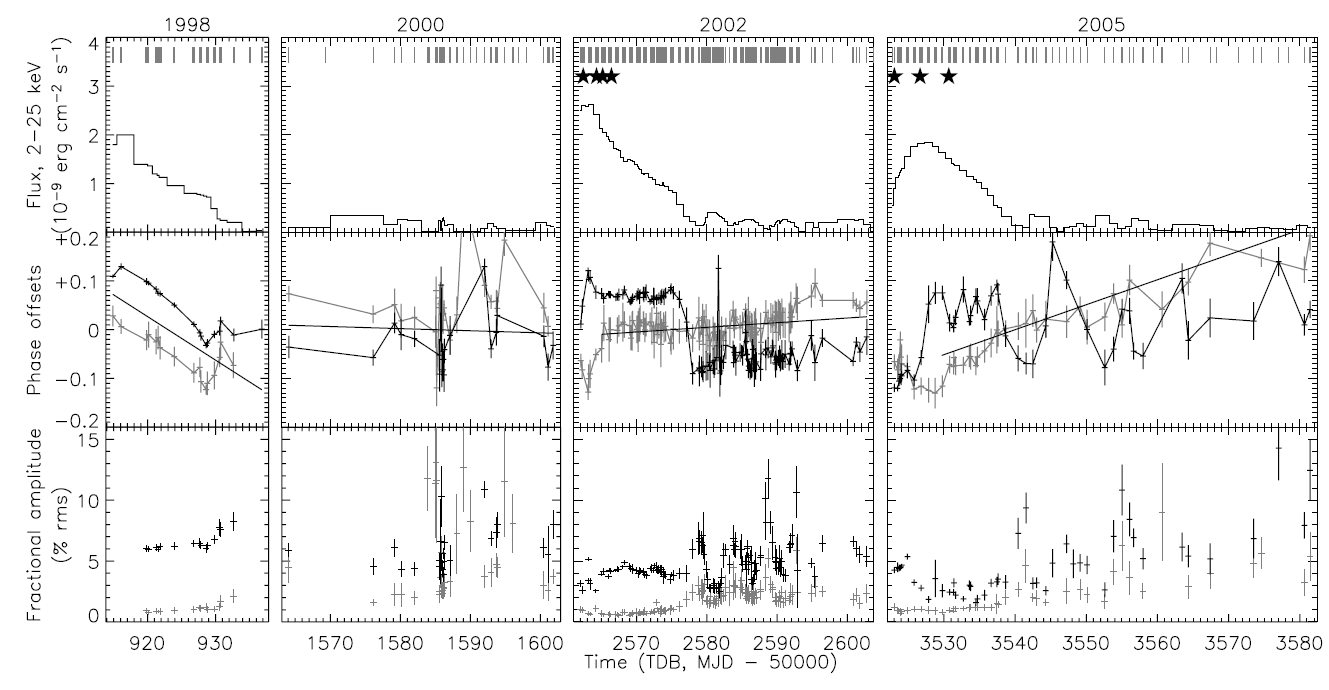 1998 2000 2002 2005
Flux, 2−25 keV
(10⁻⁹ erg cm⁻² s⁻¹)
4
3
2
1
Phase offsets
+0.2
+0.1
0
−0.1
−0.2
Fractional amplitude
(% rms)
15
10
5
0
920 930 1570 1580 1590 1600 2570 2580 2590 2600 3530 3540 3550 3560 3570 3580
Time (TDB, MJD − 50000)